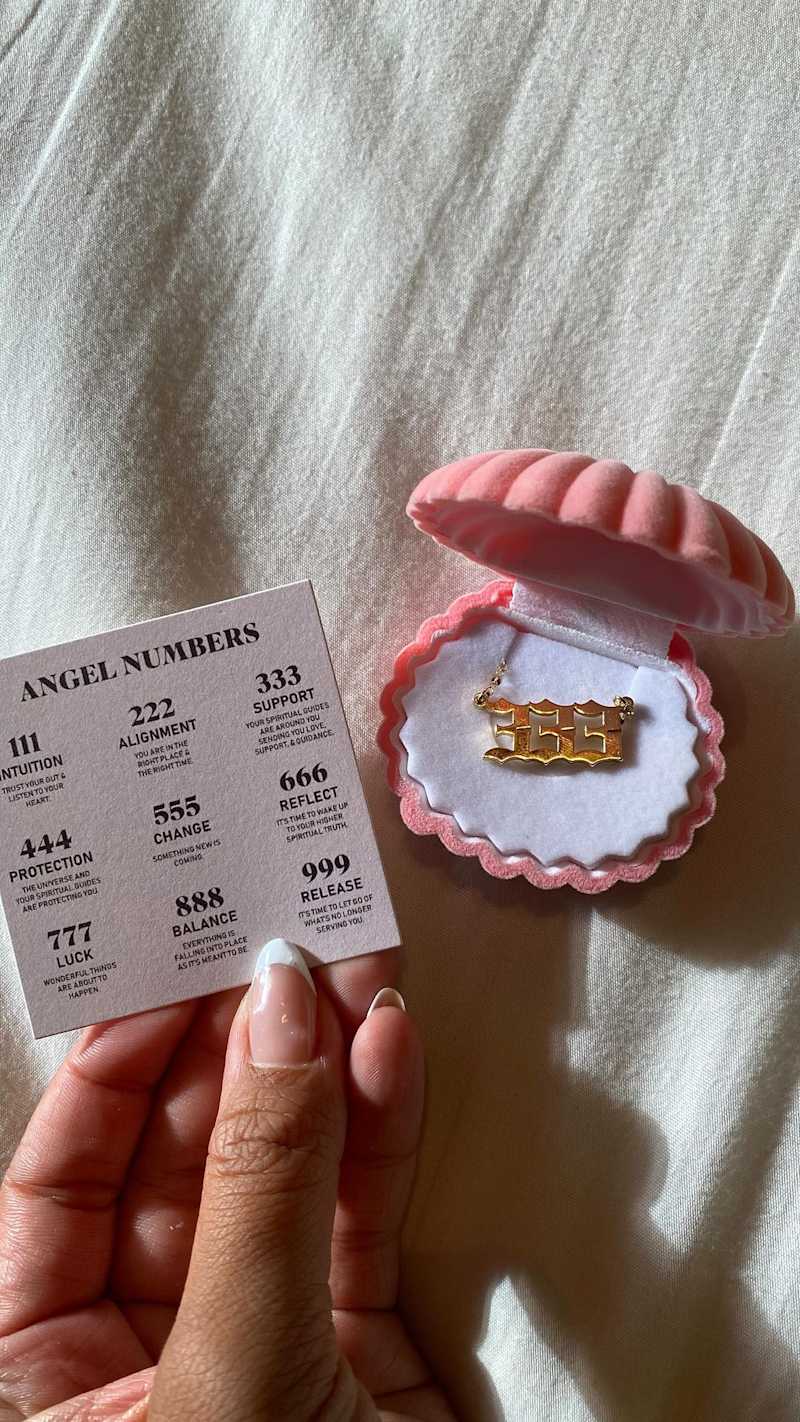 ANGEL NUMBERS
111
INTUITION
TRUST YOUR GUT &
LISTEN TO YOUR
HEART.
222
ALIGNMENT
YOU ARE IN THE
RIGHT PLACE &
THE RIGHT TIME.
333
SUPPORT
YOUR SPIRITUAL GUIDES
ARE AROUND YOU
SENDING YOU LOVE,
SUPPORT, & GUIDANCE.
444
PROTECTION
THE UNIVERSE AND
YOUR SPIRITUAL GUIDES
ARE PROTECTING YOU
555
CHANGE
SOMETHING NEW IS
COMING.
666
REFLECT
IT'S TIME TO WAKE UP
TO YOUR HIGHER
SPIRITUAL TRUTH.
777
LUCK
WONDERFUL THINGS
ARE ABOUT TO
HAPPEN.
888
BALANCE
EVERYTHING IS
FALLING INTO PLACE
AS IT'S MEANT TO BE.
999
RELEASE
IT'S TIME TO LET GO OF
WHAT'S NO LONGER
SERVING YOU.
333